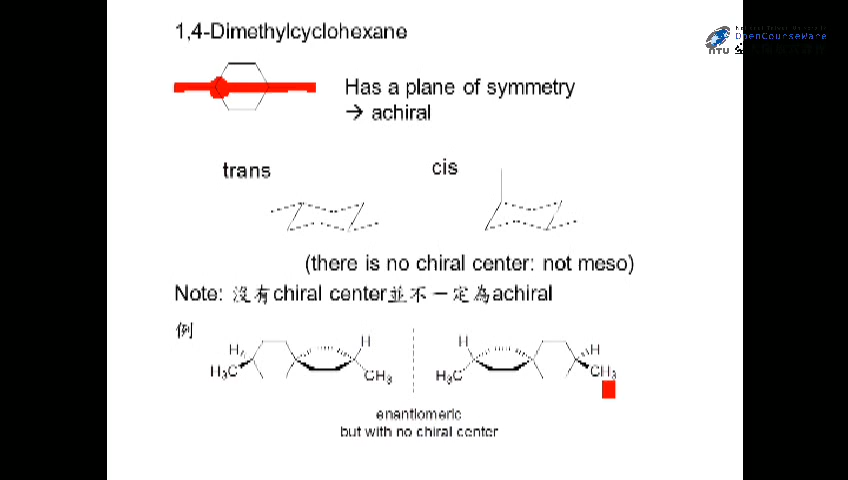 1,4-Dimethylcyclohexane
OpenCourseWare
NTU
Has a plane of symmetry
→ achiral
trans
cis
(there is no chiral center: not meso)
Note: 沒有chiral center並不一定為achiral
例
H H H H
H₃C CH₃ H₃C CH₃
enantiomeric
but with no chiral center